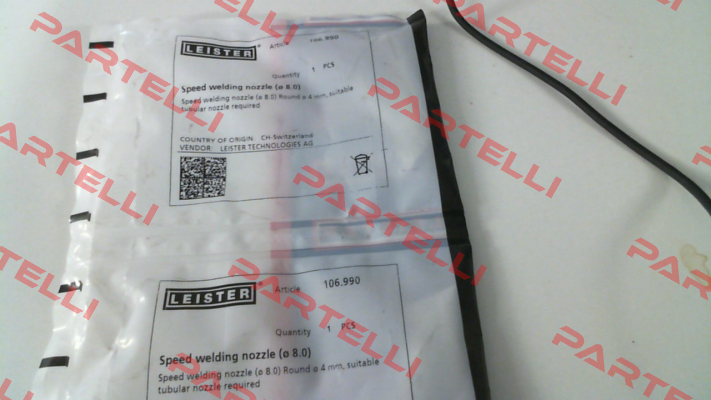 LEISTER
Article 106.990
Quantity 1 PCS
Speed welding nozzle (ø 8.0)
Speed welding nozzle (ø 8.0) Round ø 4 mm, suitable
tubular nozzle required
COUNTRY OF ORIGIN: CH-Switzerland
VENDOR: LEISTER TECHNOLOGIES AG
LEISTER
Article 106.990
Quantity 1 PCS
Speed welding nozzle (ø 8.0)
Speed welding nozzle (ø 8.0) Round ø 4 mm, suitable
tubular nozzle required
PARTELLI
PARTELLI
PARTELLI
PARTELLI
PARTELLI
PARTELLI
PARTELLI
PARTELLI
PARTELLI
PARTELLI